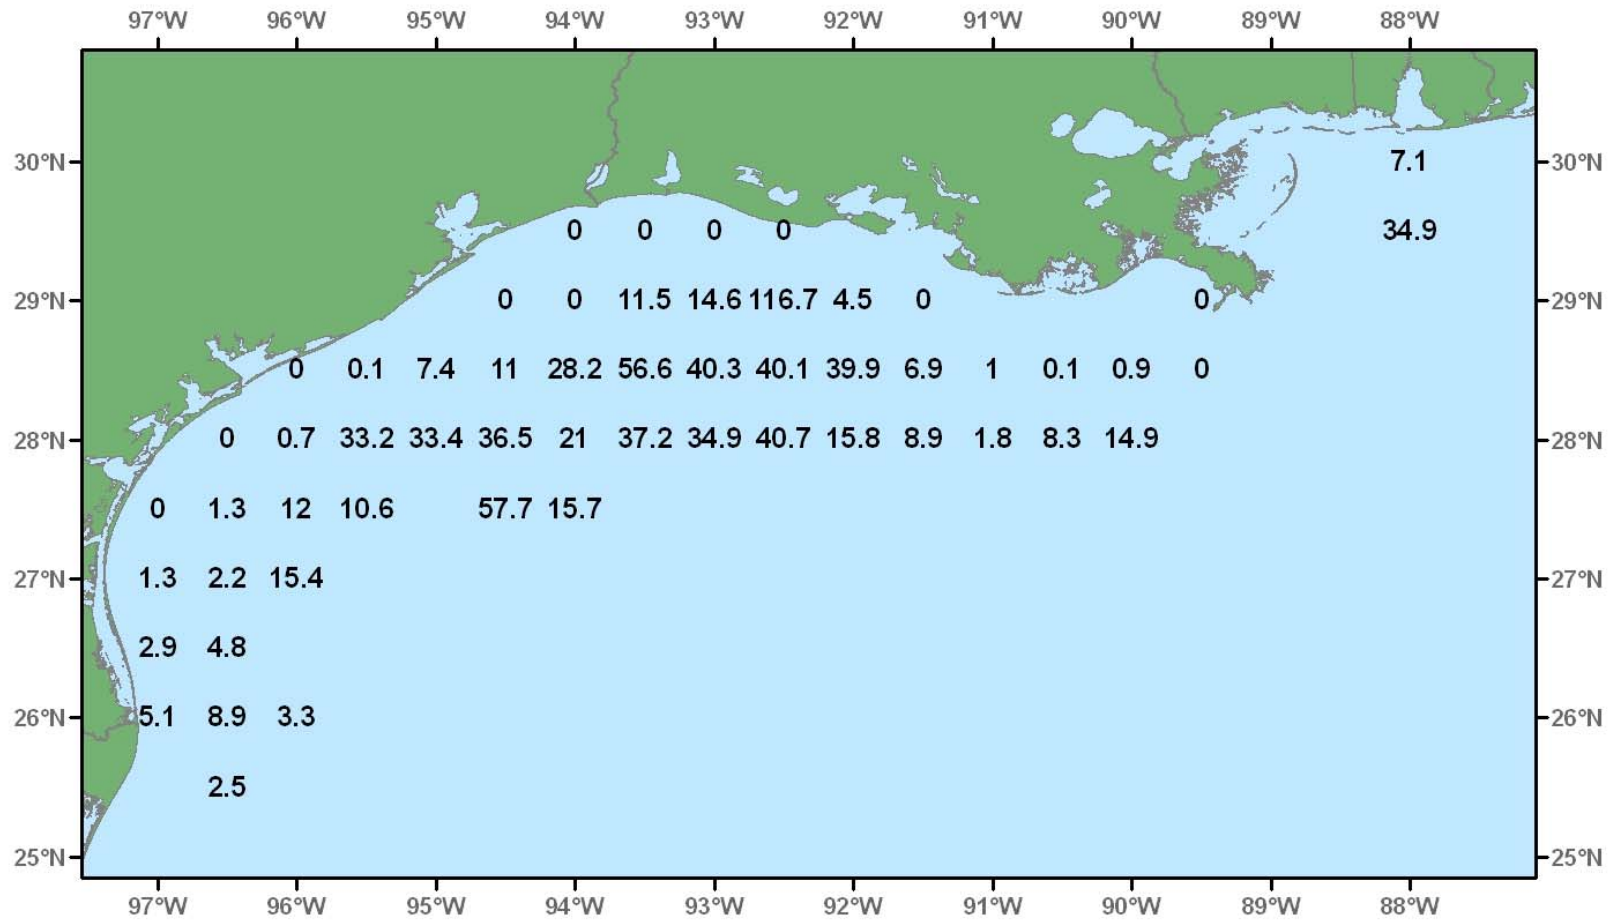 97°W 96°W 95°W 94°W 93°W 92°W 91°W 90°W 89°W 88°W
30°N 7.1 30°N
0 0 0 0 34.9
29°N 0 0 11.5 14.6 116.7 4.5 0 0 29°N
0 0.1 7.4 11 28.2 56.6 40.3 40.1 39.9 6.9 1 0.1 0.9 0
28°N 0 0.7 33.2 33.4 36.5 21 37.2 34.9 40.7 15.8 8.9 1.8 8.3 14.9 28°N
0 1.3 12 10.6 57.7 15.7
27°N 1.3 2.2 15.4 27°N
2.9 4.8
26°N 5.1 8.9 3.3 26°N
2.5
25°N 25°N
97°W 96°W 95°W 94°W 93°W 92°W 91°W 90°W 89°W 88°W